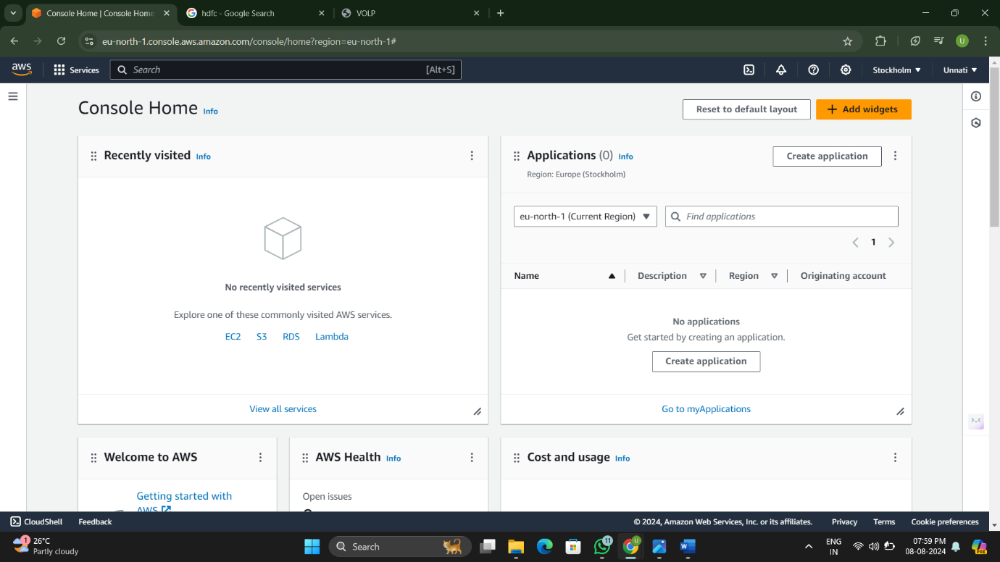 Console Home | Console Home
hdfc - Google Search
VOLP
eu-north-1.console.aws.amazon.com/console/home?region=eu-north-1#
U
aws
Services
Search
[Alt+S]
Stockholm
Unnati
Console Home Info
Reset to default layout
Add widgets
Recently visited Info
No recently visited services
Explore one of these commonly visited AWS services.
EC2 S3 RDS Lambda
View all services
Applications (0) Info
Region: Europe (Stockholm)
Create application
eu-north-1 (Current Region)
Find applications
1
Name Description Region Originating account
No applications
Get started by creating an application.
Create application
Go to myApplications
Welcome to AWS
Getting started with
AWS
AWS Health Info
Open issues
Cost and usage Info
CloudShell Feedback © 2024, Amazon Web Services, Inc. or its affiliates. Privacy Terms Cookie preferences
1
26°C
Partly cloudy
Search
11
U
W
ENG
IN
07:59 PM
08-08-2024
PRE